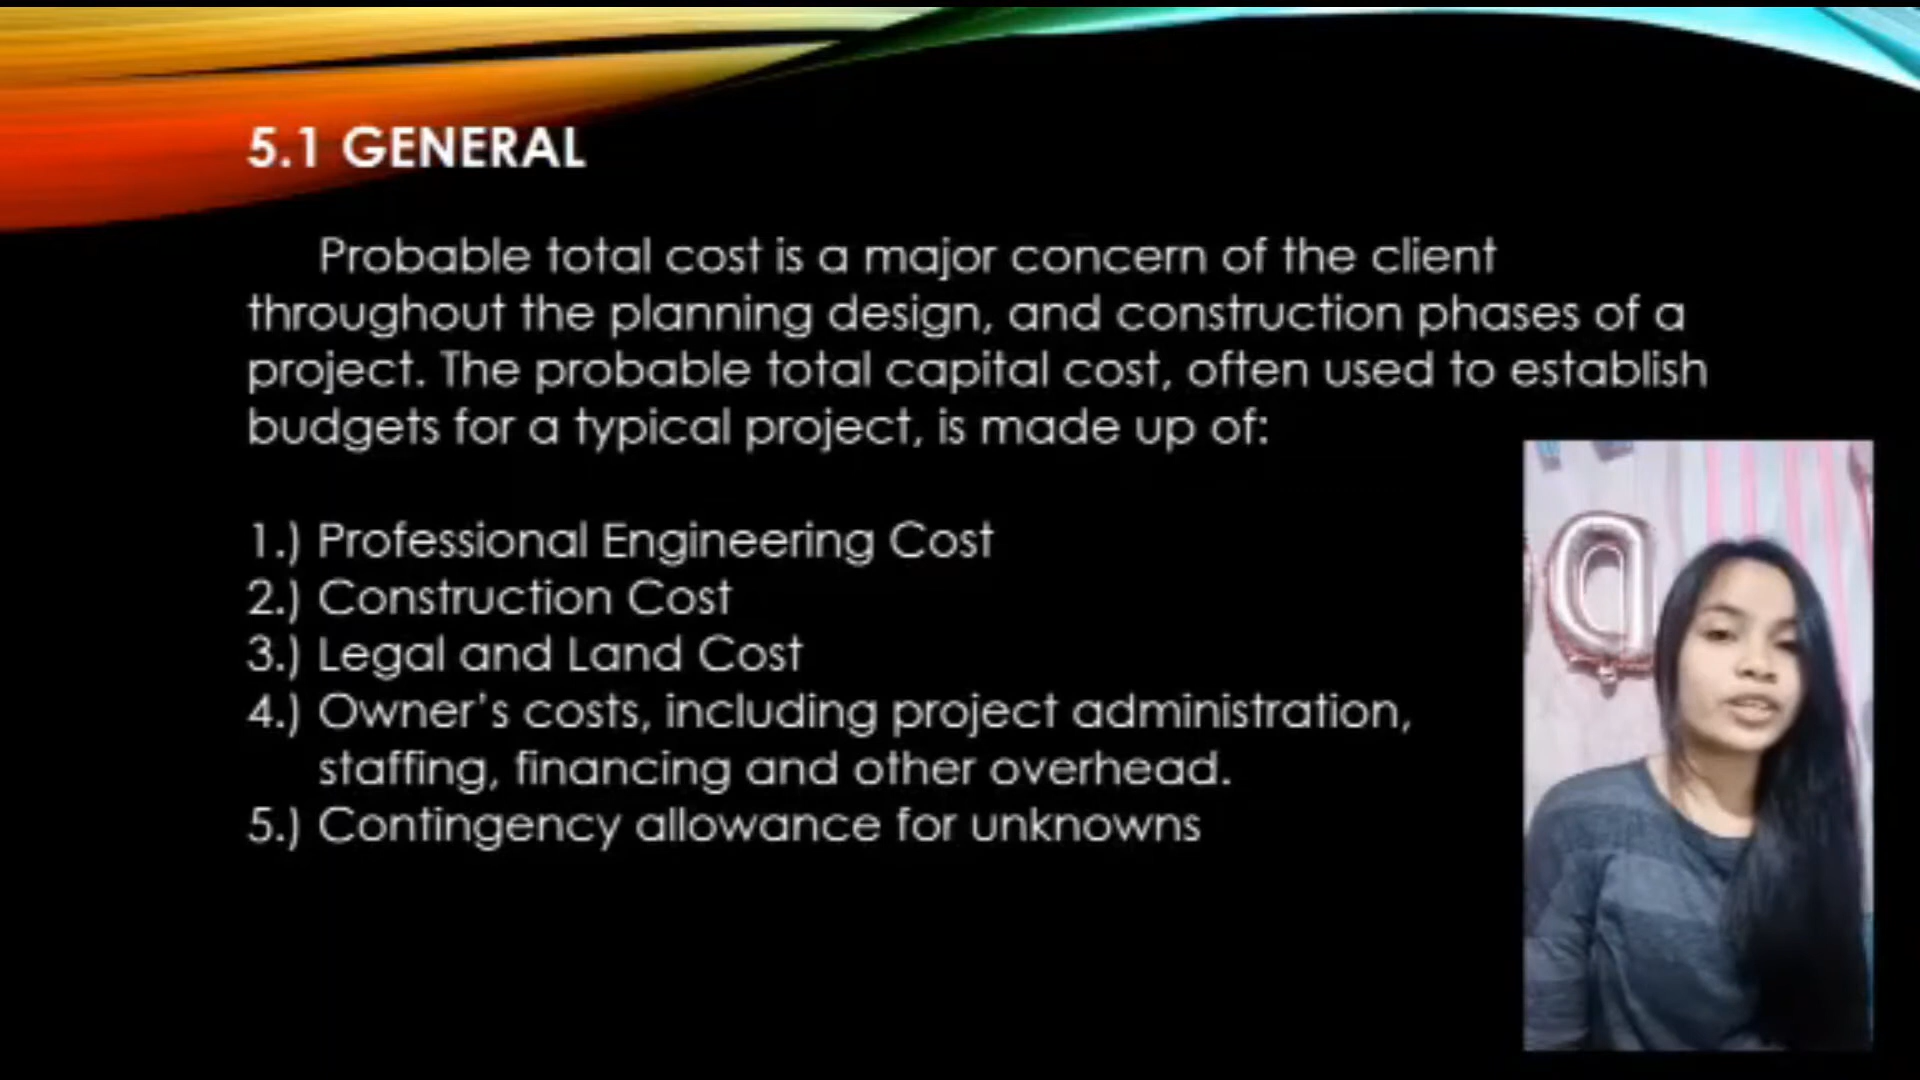 5.1 GENERAL
Probable total cost is a major concern of the client
throughout the planning design, and construction phases of a
project. The probable total capital cost, often used to establish
budgets for a typical project, is made up of:
1.) Professional Engineering Cost
2.) Construction Cost
3.) Legal and Land Cost
4.) Owner's costs, including project administration,
staffing, financing and other overhead.
5.) Contingency allowance for unknowns